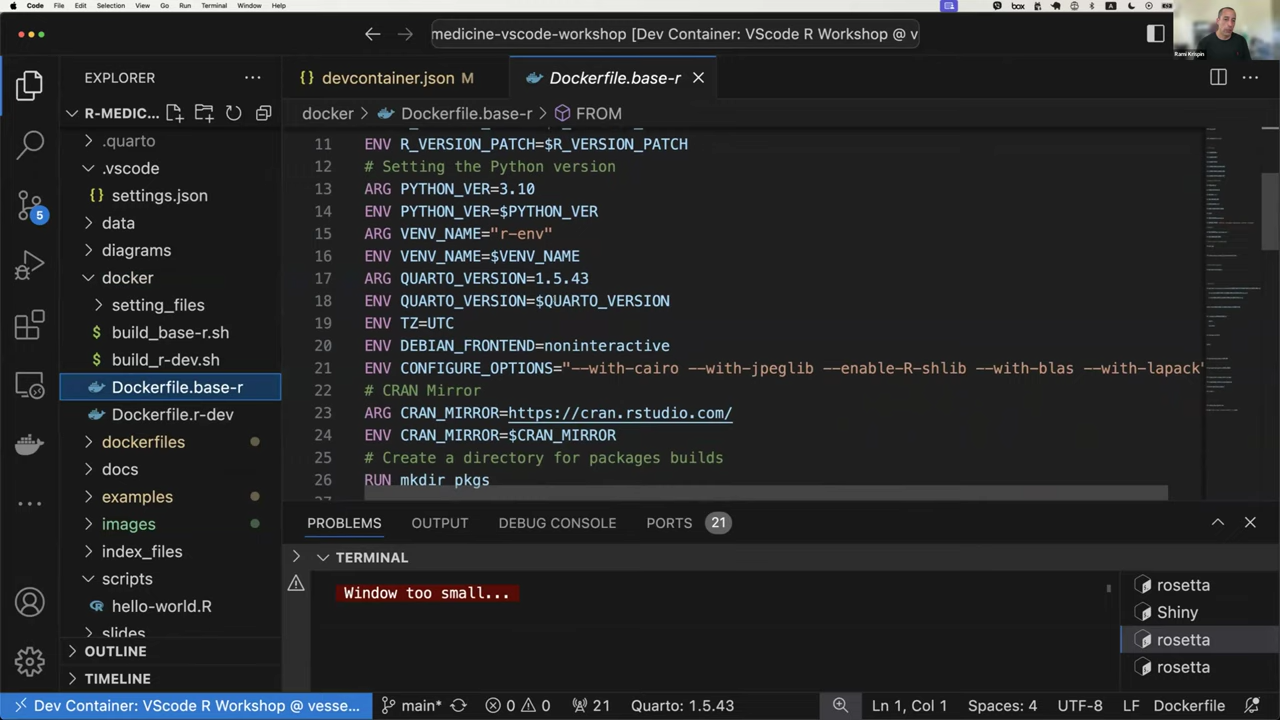 Code File Edit Selection View Go Run Terminal Window Help
box
medicine-vscode-workshop [Dev Container: VScode R Workshop @ v
Rami Krispin
EXPLORER
devcontainer.json M
Dockerfile.base-r
R-MEDIC...
docker > Dockerfile.base-r > FROM
.quarto
.vscode
settings.json
data
diagrams
docker
setting_files
build_base-r.sh
build_r-dev.sh
Dockerfile.base-r
Dockerfile.r-dev
dockerfiles
docs
examples
images
index_files
scripts
hello-world.R
slides
OUTLINE
TIMELINE
5
11 ENV R_VERSION_PATCH=$R_VERSION_PATCH
12 # Setting the Python version
13 ARG PYTHON_VER=3.10
14 ENV PYTHON_VER=$PYTHON_VER
15 ARG VENV_NAME="r-env"
16 ENV VENV_NAME=$VENV_NAME
17 ARG QUARTO_VERSION=1.5.43
18 ENV QUARTO_VERSION=$QUARTO_VERSION
19 ENV TZ=UTC
20 ENV DEBIAN_FRONTEND=noninteractive
21 ENV CONFIGURE_OPTIONS="--with-cairo --with-jpeglib --enable-R-shlib --with-blas --with-lapack"
22 # CRAN Mirror
23 ARG CRAN_MIRROR=https://cran.rstudio.com/
24 ENV CRAN_MIRROR=$CRAN_MIRROR
25 # Create a directory for packages builds
26 RUN mkdir pkgs
PROBLEMS OUTPUT DEBUG CONSOLE PORTS 21
TERMINAL
Window too small...
rosetta
Shiny
rosetta
rosetta
Dev Container: VScode R Workshop @ vesse... main* 0 0 21 Quarto: 1.5.43 Ln 1, Col 1 Spaces: 4 UTF-8 LF Dockerfile